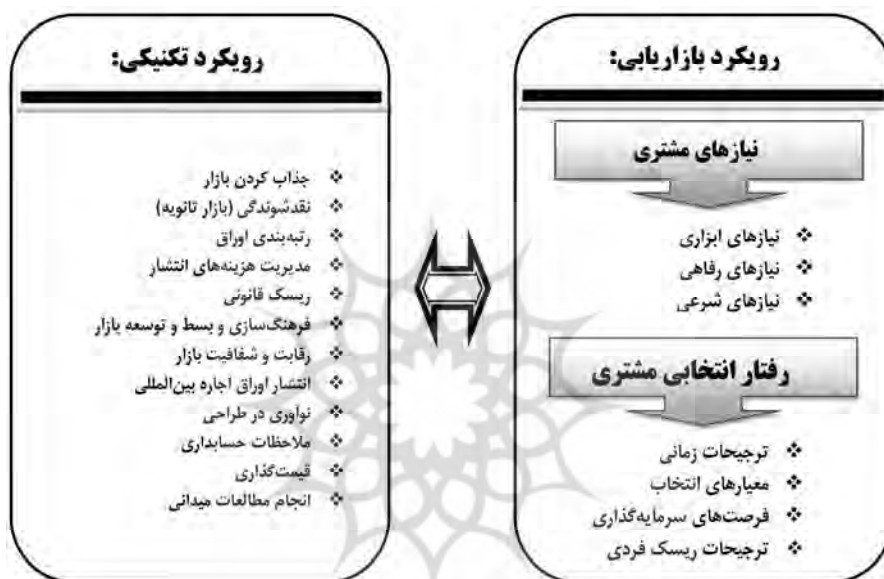 رویکرد بازاریابی:
نیازهای مشتری
❖ نیازهای ابزاری
❖ نیازهای رفاهی
❖ نیازهای شرعی
رفتار انتخابی مشتری
❖ ترجیحات زمانی
❖ معیارهای انتخاب
❖ فرصت‌های سرمایه‌گذاری
❖ ترجیحات ریسک فردی
رویکرد تکنیکی:
❖ جذاب کردن بازار
❖ نقدشوندگی (بازار ثانویه)
❖ رتبه‌بندی اوراق
❖ مدیریت هزینه‌های انتشار
❖ ریسک قانونی
❖ فرهنگ‌سازی و بسط و توسعه بازار
❖ رقابت و شفافیت بازار
❖ انتشار اوراق اجاره بین‌المللی
❖ نوآوری در طراحی
❖ ملاحظات حسابداری
❖ قیمت‌گذاری
❖ انجام مطالعات میدانی